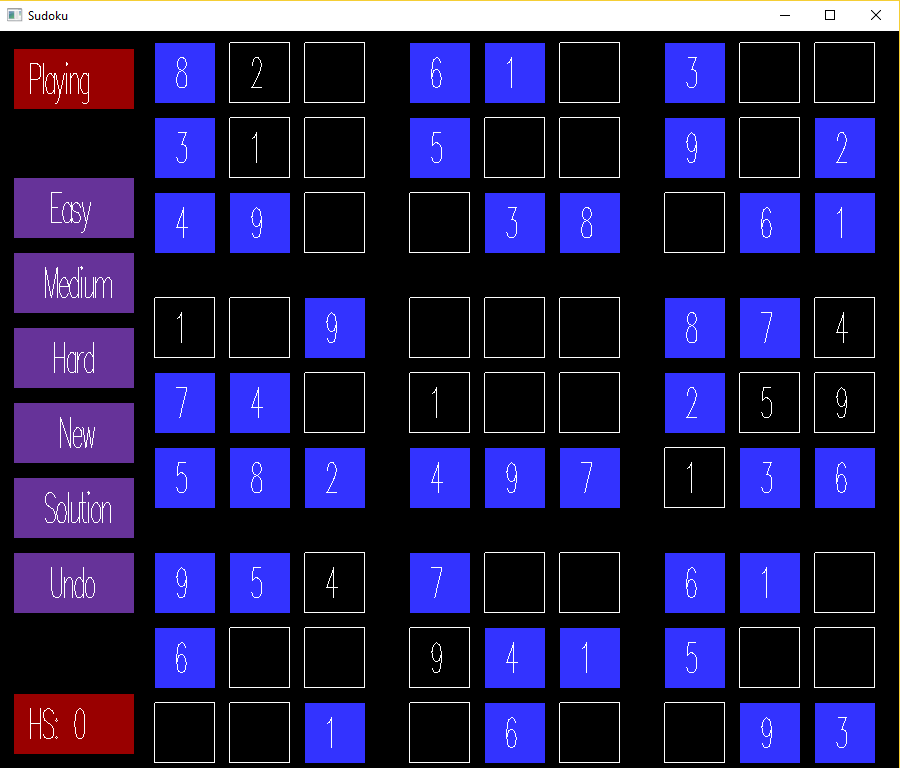 Sudoku
Playing 8 2 6 1 3
3 1 5 9 2
Easy 4 9 3 8 6 1
Medium
1 9 8 7 4
Hard
7 4 1 2 5 9
New
5 8 2 4 9 7 1 3 6
Solution
Undo 9 5 4 7 6 1
6 9 4 1 5
HS: 0 1 6 9 3